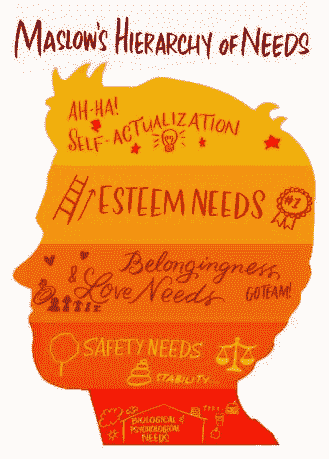 MASLOW'S HIERARCHY OF NEEDS
AH-HA!
SELF-ACTUALIZATION
ESTEEM NEEDS
#1
Belongingness
& Love Needs
GO TEAM!
SAFETY NEEDS
STABILITY
BIOLOGICAL &
PSYCHOLOGICAL
NEEDS